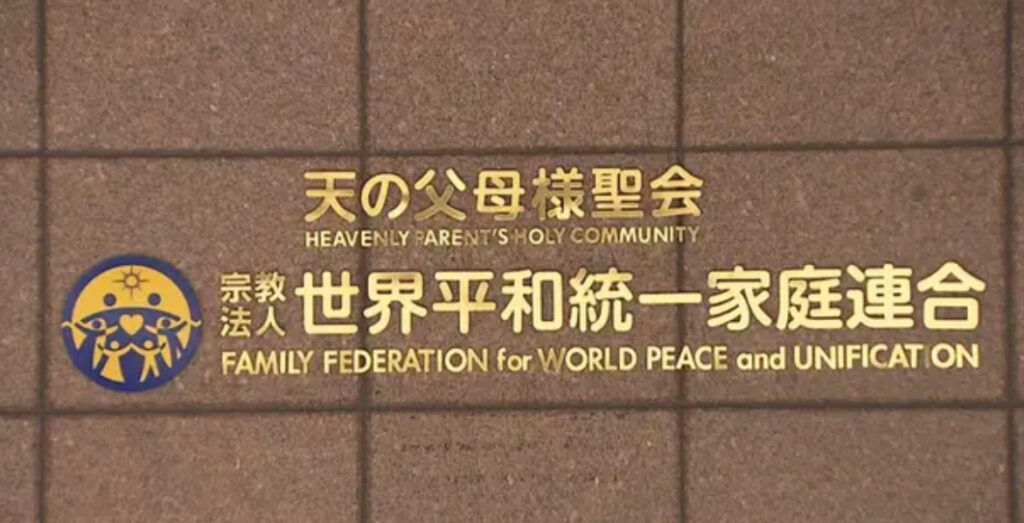 天の父母様聖会
HEAVENLY PARENT'S HOLY COMMUNITY
宗教法人 世界平和統一家庭連合
FAMILY FEDERATION for WORLD PEACE and UNIFICATION